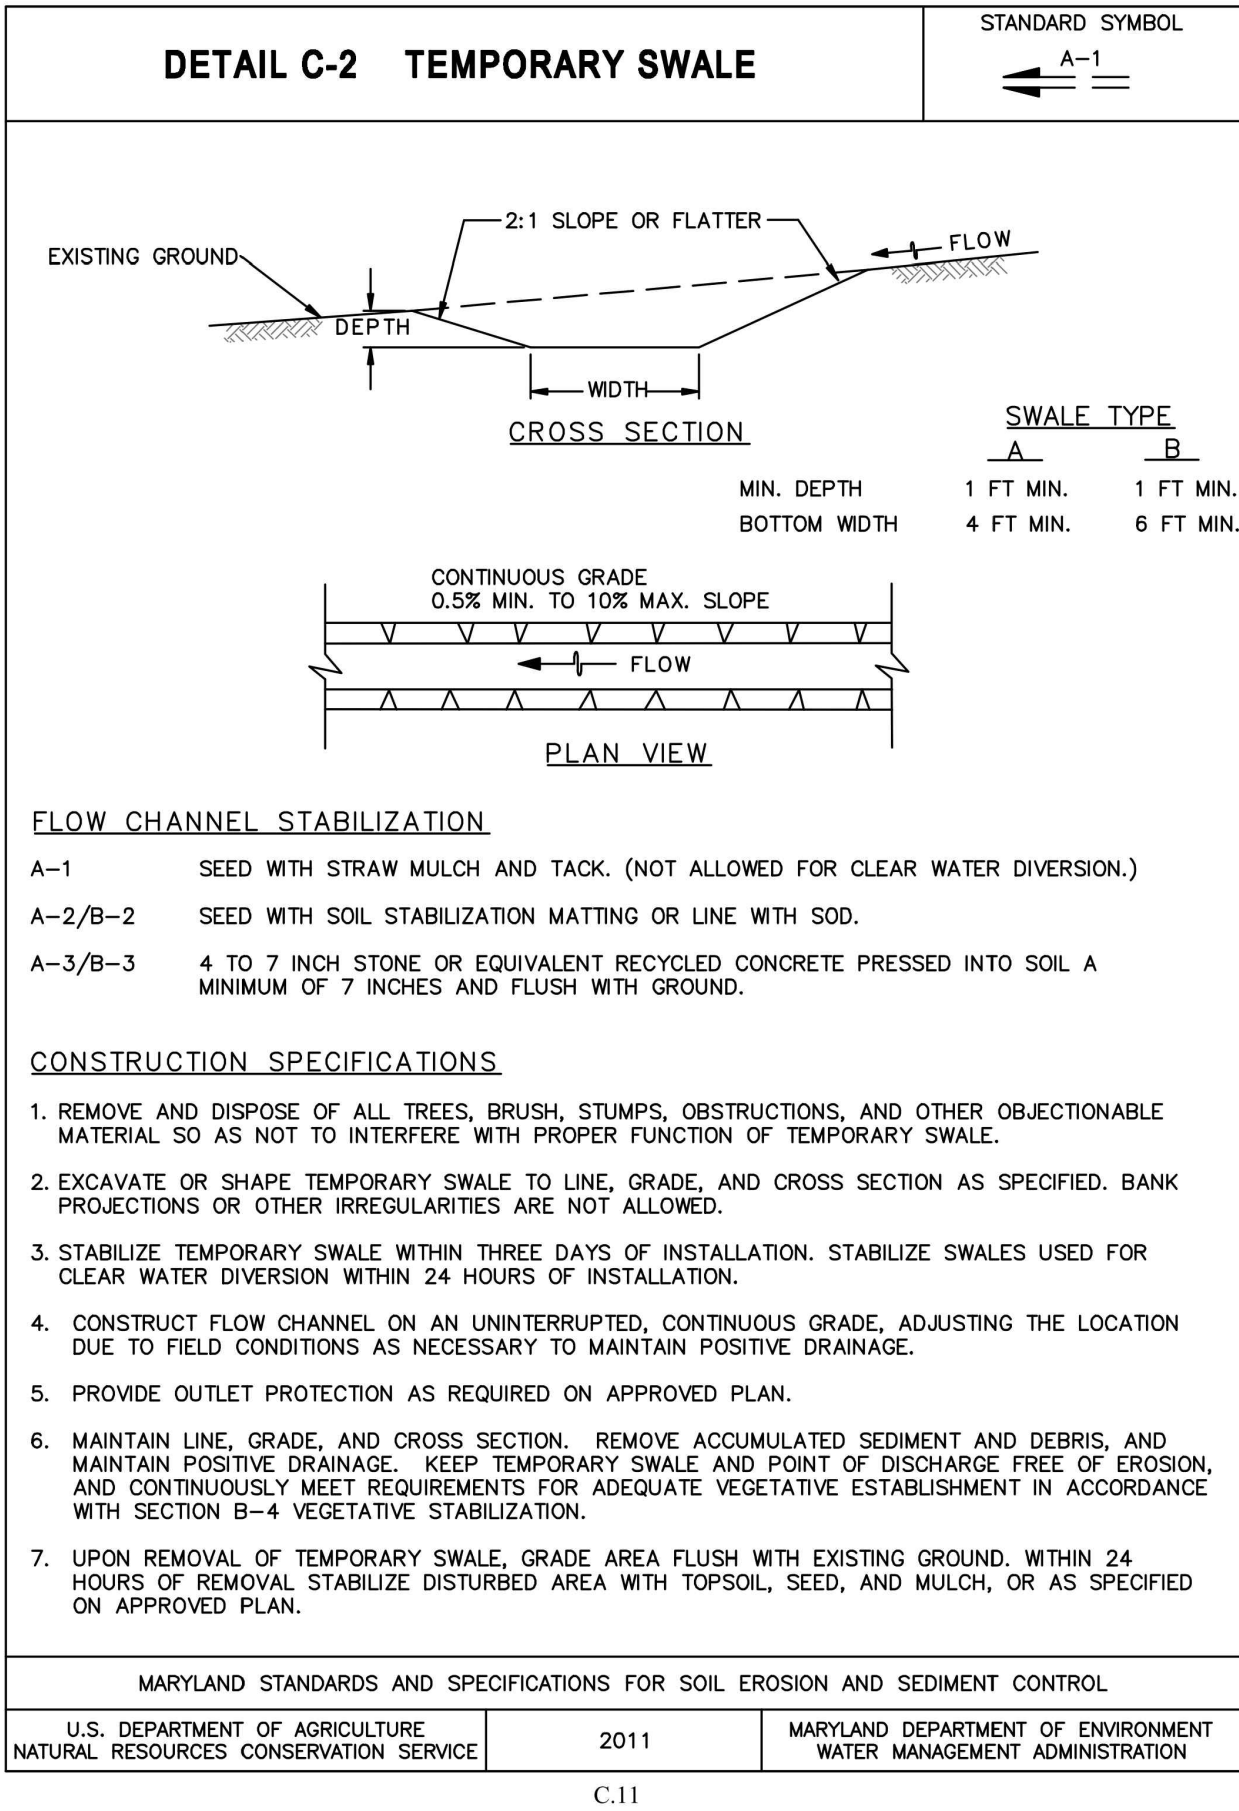 DETAIL C-2 TEMPORARY SWALE
STANDARD SYMBOL
A-1
2:1 SLOPE OR FLATTER
FLOW
EXISTING GROUND
DEPTH
WIDTH
CROSS SECTION
SWALE TYPE
A B
MIN. DEPTH 1 FT MIN. 1 FT MIN.
BOTTOM WIDTH 4 FT MIN. 6 FT MIN.
CONTINUOUS GRADE
0.5% MIN. TO 10% MAX. SLOPE
FLOW
PLAN VIEW
FLOW CHANNEL STABILIZATION
A-1 SEED WITH STRAW MULCH AND TACK. (NOT ALLOWED FOR CLEAR WATER DIVERSION.)
A-2/B-2 SEED WITH SOIL STABILIZATION MATTING OR LINE WITH SOD.
A-3/B-3 4 TO 7 INCH STONE OR EQUIVALENT RECYCLED CONCRETE PRESSED INTO SOIL A
MINIMUM OF 7 INCHES AND FLUSH WITH GROUND.
CONSTRUCTION SPECIFICATIONS
1. REMOVE AND DISPOSE OF ALL TREES, BRUSH, STUMPS, OBSTRUCTIONS, AND OTHER OBJECTIONABLE
MATERIAL SO AS NOT TO INTERFERE WITH PROPER FUNCTION OF TEMPORARY SWALE.
2. EXCAVATE OR SHAPE TEMPORARY SWALE TO LINE, GRADE, AND CROSS SECTION AS SPECIFIED. BANK
PROJECTIONS OR OTHER IRREGULARITIES ARE NOT ALLOWED.
3. STABILIZE TEMPORARY SWALE WITHIN THREE DAYS OF INSTALLATION. STABILIZE SWALES USED FOR
CLEAR WATER DIVERSION WITHIN 24 HOURS OF INSTALLATION.
4. CONSTRUCT FLOW CHANNEL ON AN UNINTERRUPTED, CONTINUOUS GRADE, ADJUSTING THE LOCATION
DUE TO FIELD CONDITIONS AS NECESSARY TO MAINTAIN POSITIVE DRAINAGE.
5. PROVIDE OUTLET PROTECTION AS REQUIRED ON APPROVED PLAN.
6. MAINTAIN LINE, GRADE, AND CROSS SECTION. REMOVE ACCUMULATED SEDIMENT AND DEBRIS, AND
MAINTAIN POSITIVE DRAINAGE. KEEP TEMPORARY SWALE AND POINT OF DISCHARGE FREE OF EROSION,
AND CONTINUOUSLY MEET REQUIREMENTS FOR ADEQUATE VEGETATIVE ESTABLISHMENT IN ACCORDANCE
WITH SECTION B-4 VEGETATIVE STABILIZATION.
7. UPON REMOVAL OF TEMPORARY SWALE, GRADE AREA FLUSH WITH EXISTING GROUND. WITHIN 24
HOURS OF REMOVAL STABILIZE DISTURBED AREA WITH TOPSOIL, SEED, AND MULCH, OR AS SPECIFIED
ON APPROVED PLAN.
MARYLAND STANDARDS AND SPECIFICATIONS FOR SOIL EROSION AND SEDIMENT CONTROL
U.S. DEPARTMENT OF AGRICULTURE
NATURAL RESOURCES CONSERVATION SERVICE
2011
MARYLAND DEPARTMENT OF ENVIRONMENT
WATER MANAGEMENT ADMINISTRATION
C.11